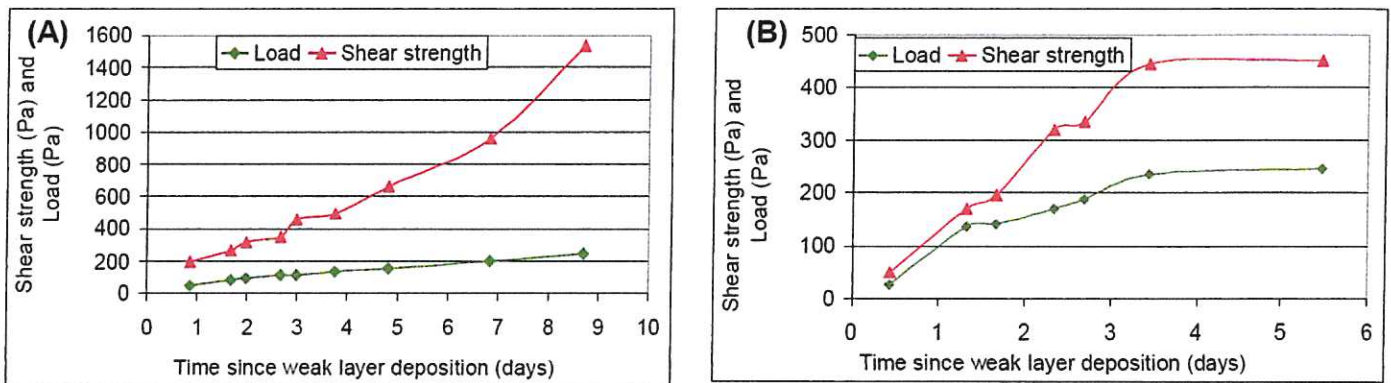 (A)
Load
Shear strength
Shear strength (Pa) and
Load (Pa)
1600
1400
1200
1000
800
600
400
200
0
0 1 2 3 4 5 6 7 8 9 10
Time since weak layer deposition (days)
(B)
Load
Shear strength
Shear strength (Pa) and
Load (Pa)
500
400
300
200
100
0
0 1 2 3 4 5 6
Time since weak layer deposition (days)